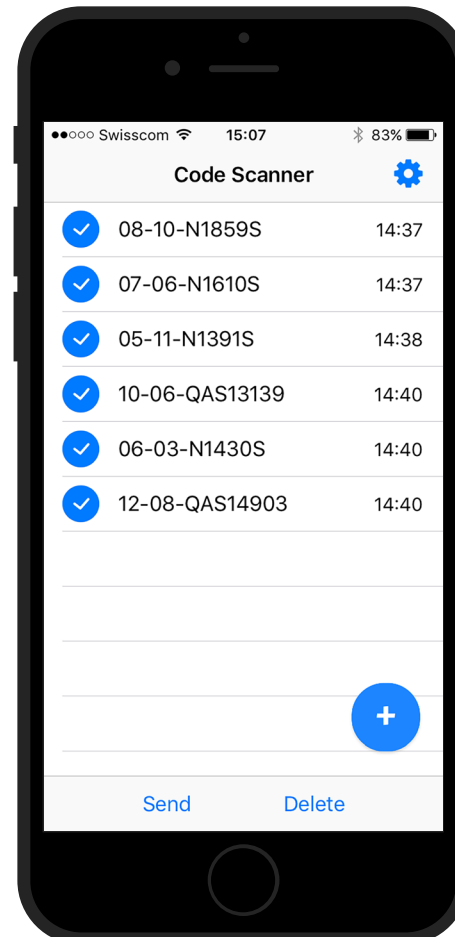 Swisscom 15:07 83%
Code Scanner
08-10-N1859S 14:37
07-06-N1610S 14:37
05-11-N1391S 14:38
10-06-QAS13139 14:40
06-03-N1430S 14:40
12-08-QAS14903 14:40
+
Send Delete